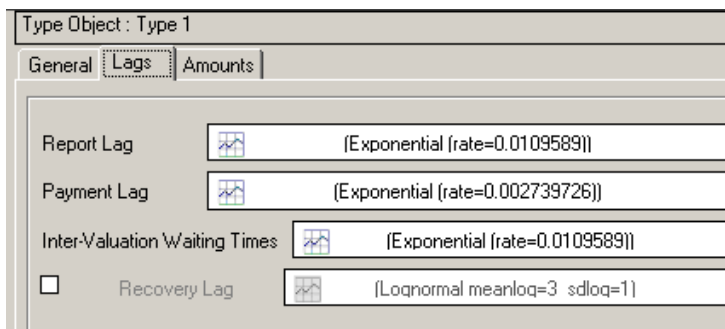 Type Object : Type 1
General Lags Amounts
Report Lag (Exponential (rate=0.0109589))
Payment Lag (Exponential (rate=0.002739726))
Inter-Valuation Waiting Times (Exponential (rate=0.0109589))
Recovery Lag (Lognormal meanlog=3 sdlog=1)